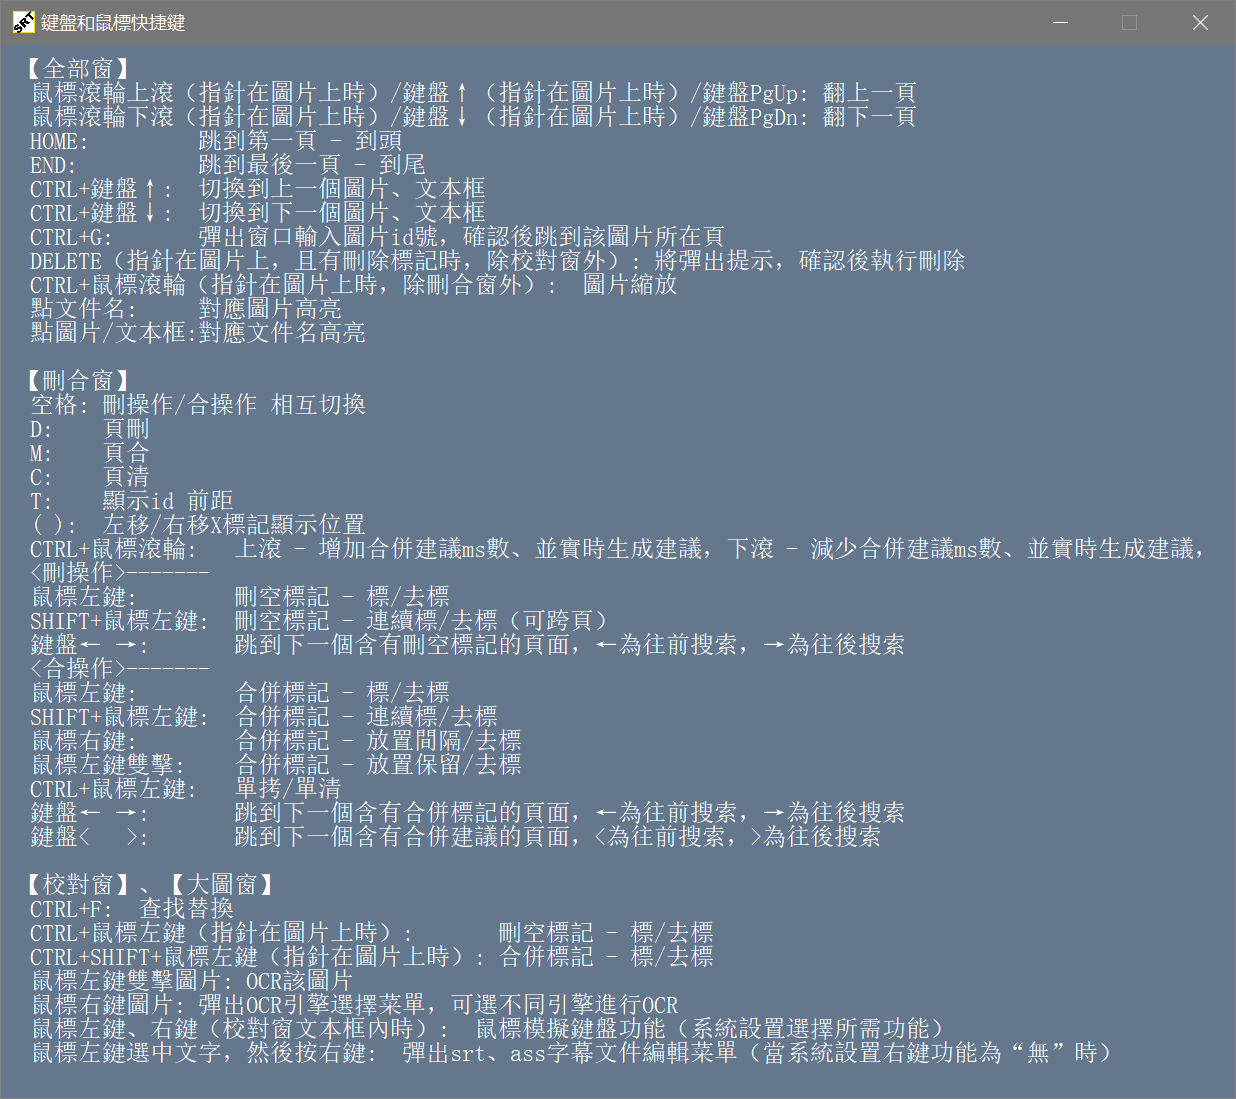 SRT 鍵盤和鼠標快捷鍵
【全部窗】
鼠標滾輪上滾（指針在圖片上時）/鍵盤↑（指針在圖片上時）/鍵盤PgUp: 翻上一頁
鼠標滾輪下滾（指針在圖片上時）/鍵盤↓（指針在圖片上時）/鍵盤PgDn: 翻下一頁
HOME: 跳到第一頁 - 到頭
END: 跳到最後一頁 - 到尾
CTRL+鍵盤↑: 切換到上一個圖片、文本框
CTRL+鍵盤↓: 切換到下一個圖片、文本框
CTRL+G: 彈出窗口輸入圖片id號，確認後跳到該圖片所在頁
DELETE（指針在圖片上，且有刪除標記時，除校對窗外）: 將彈出提示，確認後執行刪除
CTRL+鼠標滾輪（指針在圖片上時，除刪合窗外）: 圖片縮放
點文件名: 對應圖片高亮
點圖片/文本框:對應文件名高亮
【刪合窗】
空格: 刪操作/合操作 相互切換
D: 頁刪
M: 頁合
C: 頁清
T: 顯示id 前距
( ): 左移/右移X標記顯示位置
CTRL+鼠標滾輪: 上滾 - 增加合併建議ms數、並實時生成建議，下滾 - 減少合併建議ms數、並實時生成建議，
<刪操作>-------
鼠標左鍵: 刪空標記 - 標/去標
SHIFT+鼠標左鍵: 刪空標記 - 連續標/去標（可跨頁）
鍵盤← →: 跳到下一個含有刪空標記的頁面，←為往前搜索，→為往後搜索
<合操作>-------
鼠標左鍵: 合併標記 - 標/去標
SHIFT+鼠標左鍵: 合併標記 - 連續標/去標
鼠標右鍵: 合併標記 - 放置間隔/去標
鼠標左鍵雙擊: 合併標記 - 放置保留/去標
CTRL+鼠標左鍵: 單拷/單清
鍵盤← →: 跳到下一個含有合併標記的頁面，←為往前搜索，→為往後搜索
鍵盤< >: 跳到下一個含有合併建議的頁面，<為往前搜索，>為往後搜索
【校對窗】、【大圖窗】
CTRL+F: 查找替換
CTRL+鼠標左鍵（指針在圖片上時）: 刪空標記 - 標/去標
CTRL+SHIFT+鼠標左鍵（指針在圖片上時）: 合併標記 - 標/去標
鼠標左鍵雙擊圖片: OCR該圖片
鼠標右鍵圖片: 彈出OCR引擎選擇菜單，可選不同引擎進行OCR
鼠標左鍵、右鍵（校對窗文本框內時）: 鼠標模擬鍵盤功能（系統設置選擇所需功能）
鼠標左鍵選中文字，然後按右鍵: 彈出srt、ass字幕文件編輯菜單（當系統設置右鍵功能為“無”時）